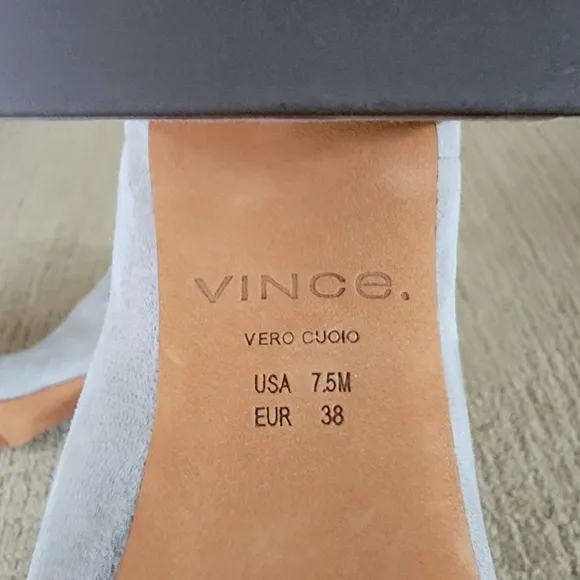 VINCe.
VERO CUOIO
USA 7.5M
EUR 38